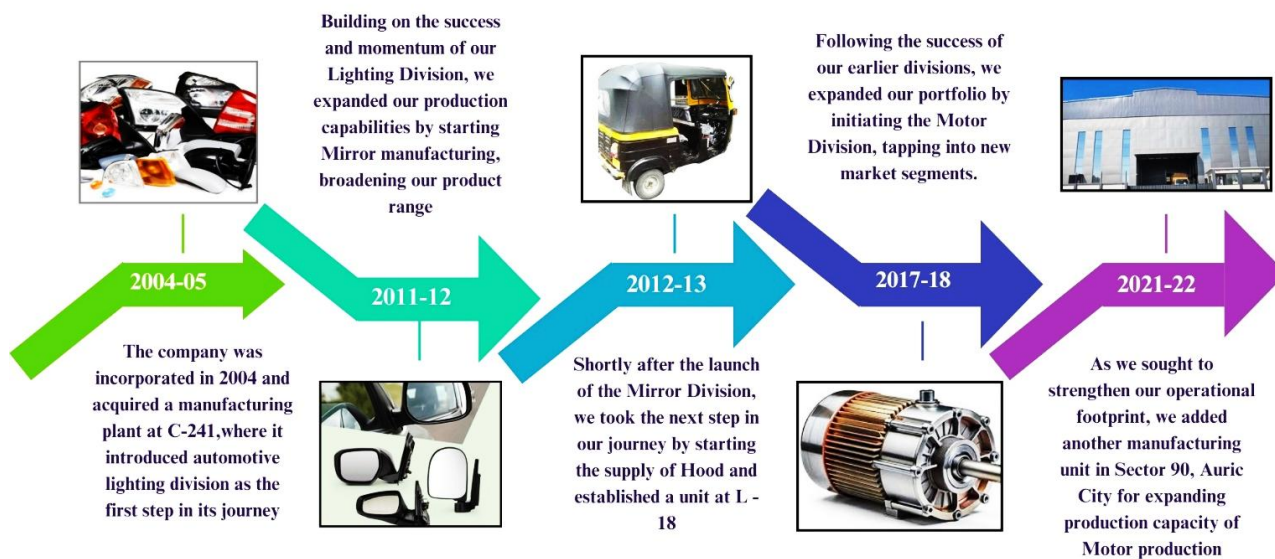 2004-05
The company was
incorporated in 2004 and
acquired a manufacturing
plant at C-241,where it
introduced automotive
lighting division as the
first step in its journey
Building on the success
and momentum of our
Lighting Division, we
expanded our production
capabilities by starting
Mirror manufacturing,
broadening our product
range
2011-12
2012-13
Shortly after the launch
of the Mirror Division,
we took the next step in
our journey by starting
the supply of Hood and
established a unit at L -
18
Following the success of
our earlier divisions, we
expanded our portfolio by
initiating the Motor
Division, tapping into new
market segments.
2017-18
2021-22
As we sought to
strengthen our operational
footprint, we added
another manufacturing
unit in Sector 90, Auric
City for expanding
production capacity of
Motor production